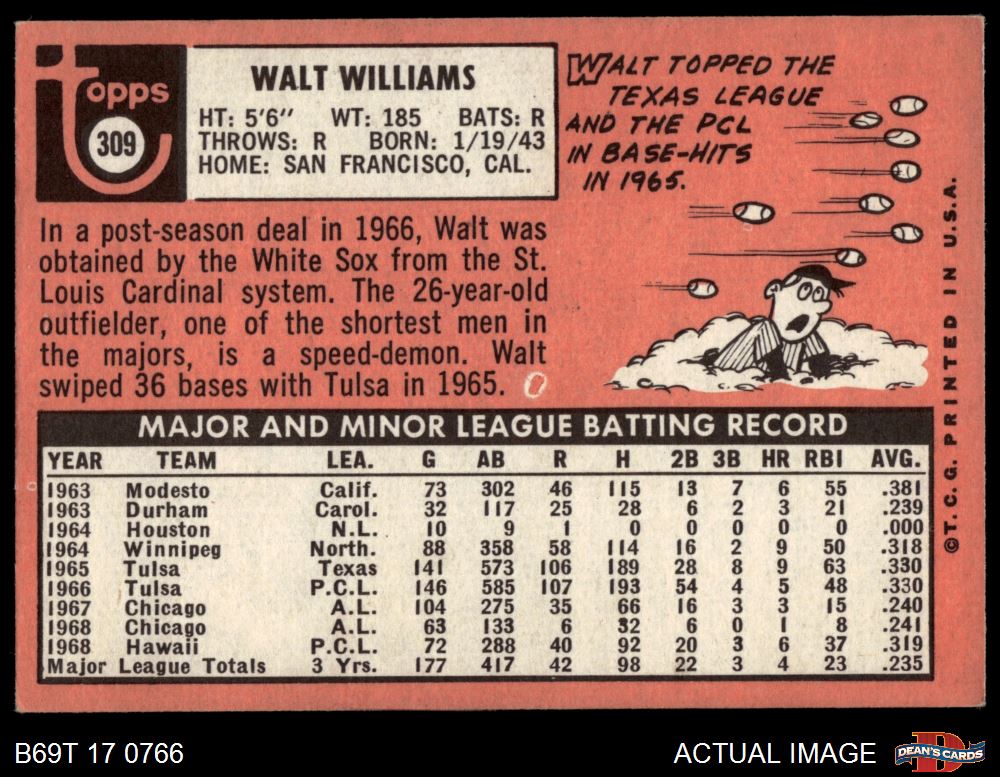 topps
309
WALT WILLIAMS
HT: 5'6" WT: 185 BATS: R
THROWS: R BORN: 1/19/43
HOME: SAN FRANCISCO, CAL.
WALT TOPPED THE
TEXAS LEAGUE
AND THE PCL
IN BASE-HITS
IN 1965.
In a post-season deal in 1966, Walt was
obtained by the White Sox from the St.
Louis Cardinal system. The 26-year-old
outfielder, one of the shortest men in
the majors, is a speed-demon. Walt
swiped 36 bases with Tulsa in 1965.
©T.C.G. PRINTED IN U.S.A.
MAJOR AND MINOR LEAGUE BATTING RECORD
YEAR TEAM LEA. G AB R H 2B 3B HR RBI AVG.
1963 Modesto Calif. 73 302 46 115 13 7 6 55 .381
1963 Durham Carol. 32 117 25 28 6 2 3 21 .239
1964 Houston N.L. 10 9 1 0 0 0 0 0 .000
1964 Winnipeg North. 88 358 58 114 16 2 9 50 .318
1965 Tulsa Texas 141 573 106 189 28 8 9 63 .330
1966 Tulsa P.C.L. 146 585 107 193 54 4 5 48 .330
1967 Chicago A.L. 104 275 35 66 16 3 3 15 .240
1968 Chicago A.L. 63 133 6 32 6 0 1 8 .241
1968 Hawaii P.C.L. 72 288 40 92 20 3 6 37 .319
Major League Totals 3 Yrs. 177 417 42 98 22 3 4 23 .235
B69T 17 0766
ACTUAL IMAGE
D
DEAN'S CARDS